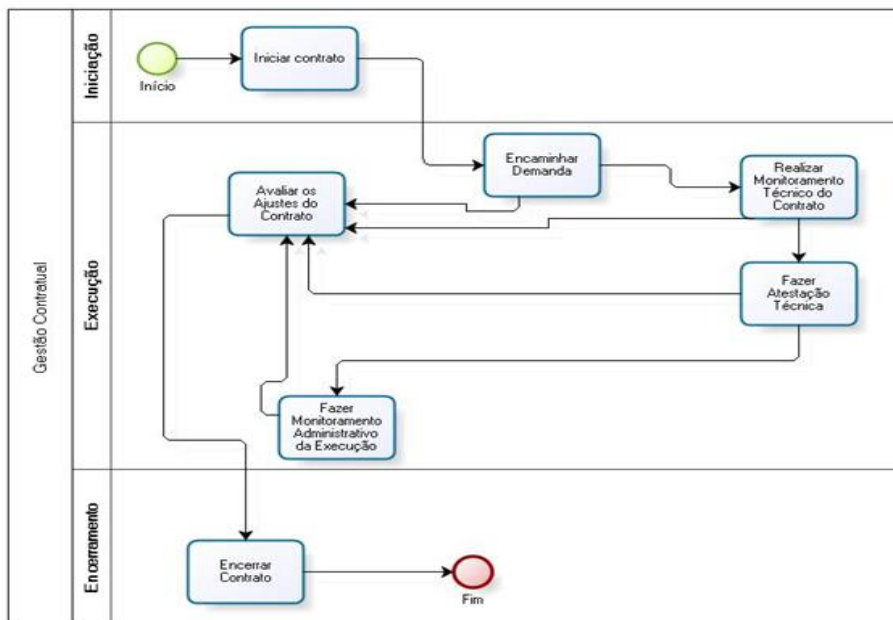 Gestão Contratual
Iniciação
Início
Iniciar contrato
Execução
Encaminhar
Demanda
Realizar
Monitoramento
Técnico do
Contrato
Avaliar os
Ajustes do
Contrato
Fazer
Atestação
Técnica
Fazer
Monitoramento
Administrativo
da Execução
Encerramento
Encerrar
Contrato
Fim